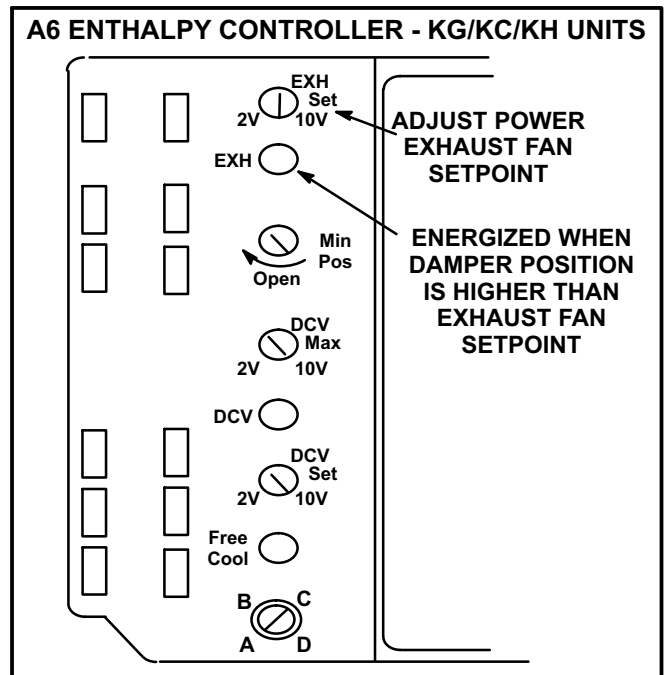 A6 ENTHALPY CONTROLLER - KG/KC/KH UNITS
EXH
Set
2V 10V
ADJUST POWER
EXHAUST FAN
SETPOINT
EXH
ENERGIZED WHEN
DAMPER POSITION
IS HIGHER THAN
EXHAUST FAN
SETPOINT
Min
Pos
Open
DCV
Max
2V 10V
DCV
DCV
Set
2V 10V
Free
Cool
B C
A D